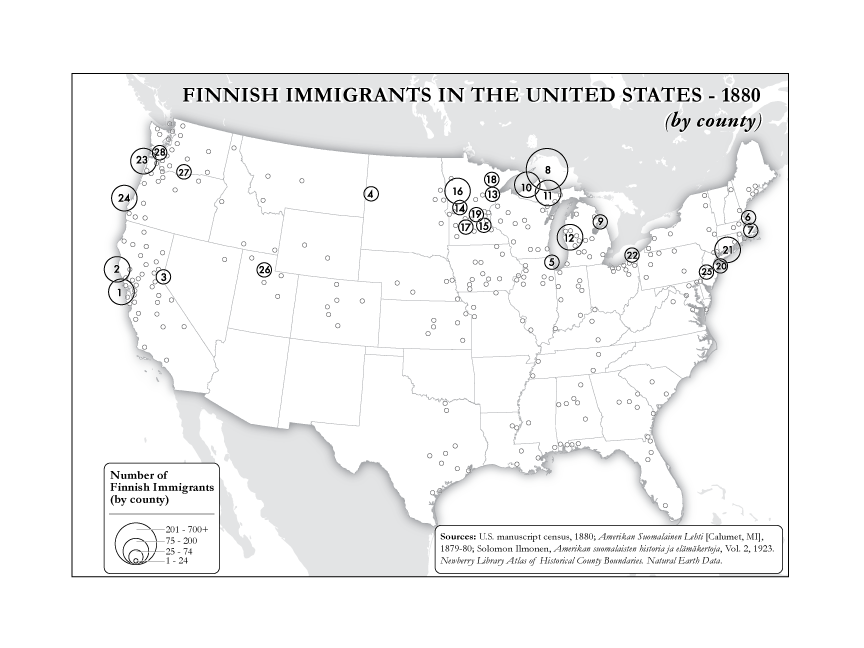 FINNISH IMMIGRANTS IN THE UNITED STATES - 1880
(by county)
28
23
27
24
4
18
8
10
11
13
16
14
19
17
15
9
12
5
22
6
7
21
20
25
2
1
3
26
Number of
Finnish Immigrants
(by county)
201 - 700+
75 - 200
25 - 74
1 - 24
Sources: U.S. manuscript census, 1880; Amerikan Suomalainen Lehti [Calumet, MI],
1879-80; Solomon Ilmonen, Amerikan suomalaisten historia ja elämäkertoja, Vol. 2, 1923.
Newberry Library Atlas of Historical County Boundaries. Natural Earth Data.